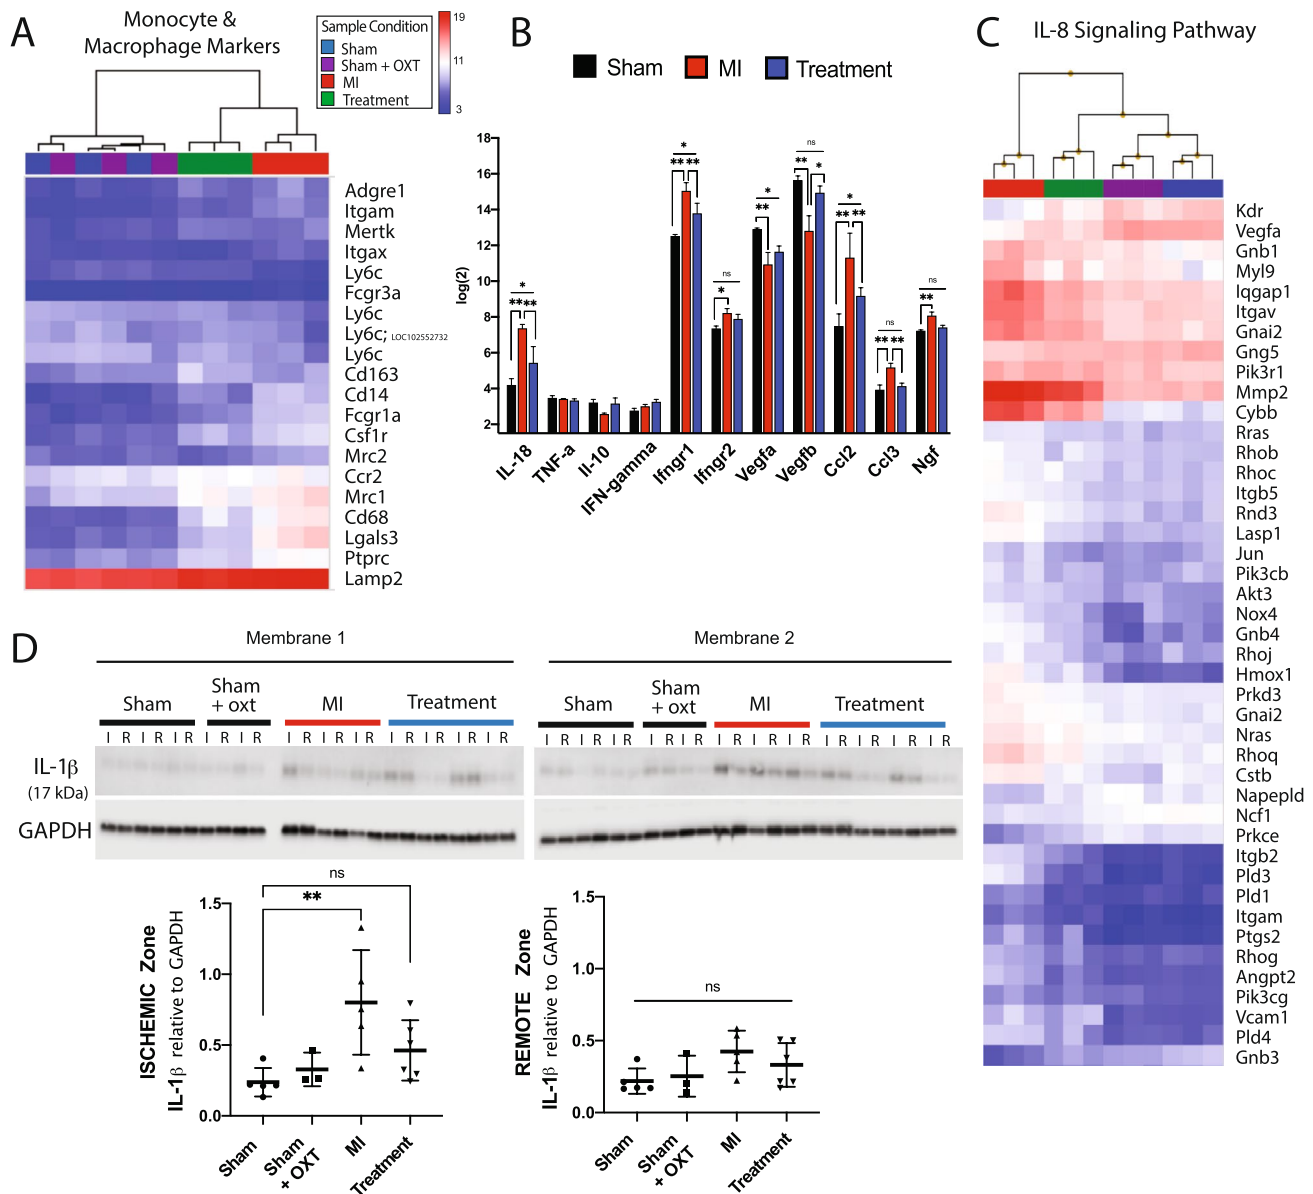 A
Monocyte &
Macrophage Markers
Sample Condition
Sham
Sham + OXT
MI
Treatment
19
11
3
Adgre1
Itgam
Mertk
Itgax
Ly6c
Fcgr3a
Ly6c
Ly6c; LOC102552732
Ly6c
Cd163
Cd14
Fcgr1a
Csf1r
Mrc2
Ccr2
Mrc1
Cd68
Lgals3
Ptprc
Lamp2
B
Sham MI Treatment
log(2)
18
16
14
12
10
8
6
4
2
*
** **
*
** **
ns
*
*
**
ns
** *
*
** **
ns
** **
ns
**
IL-18 TNF-a Il-10 IFN-gamma Ifngr1 Ifngr2 Vegfa Vegfb Ccl2 Ccl3 Ngf
C
IL-8 Signaling Pathway
Kdr
Vegfa
Gnb1
Myl9
Iqgap1
Itgav
Gnai2
Gng5
Pik3r1
Mmp2
Cybb
Rras
Rhob
Rhoc
Itgb5
Rnd3
Lasp1
Jun
Pik3cb
Akt3
Nox4
Gnb4
Rhoj
Hmox1
Prkd3
Gnai2
Nras
Rhoq
Cstb
Napepld
Ncf1
Prkce
Itgb2
Pld3
Pld1
Itgam
Ptgs2
Rhog
Angpt2
Pik3cg
Vcam1
Pld4
Gnb3
D
Membrane 1
Sham
Sham
+ oxt
MI
Treatment
I R I R I R I R I R I R I R I R I R I R I R I R
Membrane 2
Sham
Sham
+ oxt
MI
Treatment
I R I R I R I R I R I R I R I R I R I R I R I R
IL-1β
(17 kDa)
GAPDH
ISCHEMIC Zone
IL-1β relative to GAPDH
1.5
1.0
0.5
0.0
ns
**
Sham
Sham
+ OXT
MI
Treatment
REMOTE Zone
IL-1β relative to GAPDH
1.5
1.0
0.5
0.0
ns
Sham
Sham
+ OXT
MI
Treatment